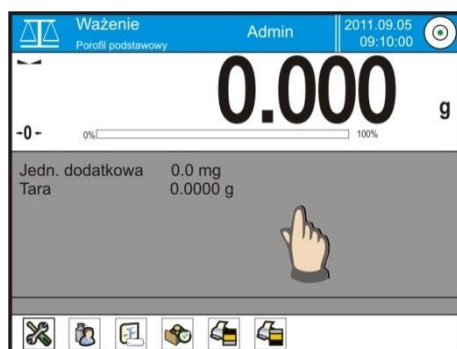 Ważenie
Porofil podstawowy
Admin
2011.09.05
09:10:00
0.000 g
→0← 0% 100%
Jedn. dodatkowa 0.0 mg
Tara 0.0000 g